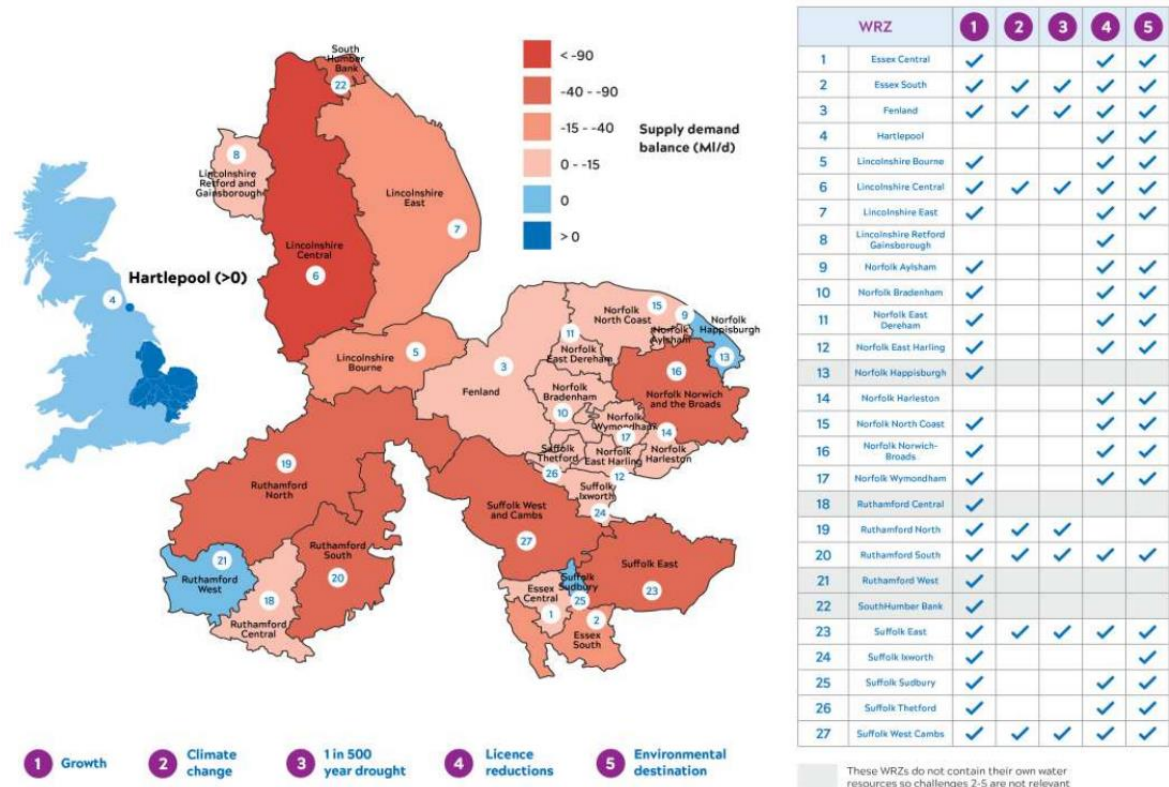 South
Humber
Bank
22
8
Lincolnshire
Retford and
Gainsborough
Lincolnshire
East
7
Lincolnshire
Central
6
< -90
-40 - -90
-15 - -40
0 - -15
0
> 0
Supply demand
balance (Ml/d)
Hartlepool (>0)
4
Lincolnshire
Bourne
5
3
Fenland
15
Norfolk
North Coast
9
Norfolk
Aylsham
Norfolk
Happisburgh
13
11
Norfolk
East Dereham
16
Norfolk Norwich
and the Broads
Norfolk
Bradenham
10
Norfolk
Wymondham
17
14
Norfolk
Harleston
Suffolk
Thetford
26
Norfolk
East Harling
12
Suffolk
Ixworth
24
19
Ruthamford
North
Suffolk West
and Cambs
27
Ruthamford
South
20
21
Ruthamford
West
18
Ruthamford
Central
Suffolk East
23
Suffolk
Sudbury
25
Essex
Central
1
2
Essex
South
1 Growth
2 Climate
change
3 1 in 500
year drought
4 Licence
reductions
5 Environmental
destination
WRZ 1 2 3 4 5
1 Essex Central ✓ ✓ ✓
2 Essex South ✓ ✓ ✓ ✓ ✓
3 Fenland ✓ ✓ ✓ ✓ ✓
4 Hartlepool ✓ ✓
5 Lincolnshire Bourne ✓ ✓ ✓
6 Lincolnshire Central ✓ ✓ ✓ ✓ ✓
7 Lincolnshire East ✓ ✓ ✓
8 Lincolnshire Retford
Gainsborough ✓
9 Norfolk Aylsham ✓ ✓ ✓
10 Norfolk Bradenham ✓ ✓ ✓
11 Norfolk East
Dereham ✓ ✓ ✓
12 Norfolk East Harling ✓ ✓ ✓
13 Norfolk Happisburgh ✓
14 Norfolk Harleston ✓ ✓
15 Norfolk North Coast ✓ ✓ ✓
16 Norfolk Norwich-
Broads ✓ ✓ ✓
17 Norfolk Wymondham ✓ ✓ ✓
18 Ruthamford Central ✓
19 Ruthamford North ✓ ✓ ✓
20 Ruthamford South ✓ ✓ ✓ ✓ ✓
21 Ruthamford West ✓
22 SouthHumber Bank ✓
23 Suffolk East ✓ ✓ ✓ ✓ ✓
24 Suffolk Ixworth ✓ ✓
25 Suffolk Sudbury ✓ ✓ ✓
26 Suffolk Thetford ✓ ✓ ✓
27 Suffolk West Cambs ✓ ✓ ✓ ✓ ✓
These WRZs do not contain their own water
resources so challenges 2-5 are not relevant